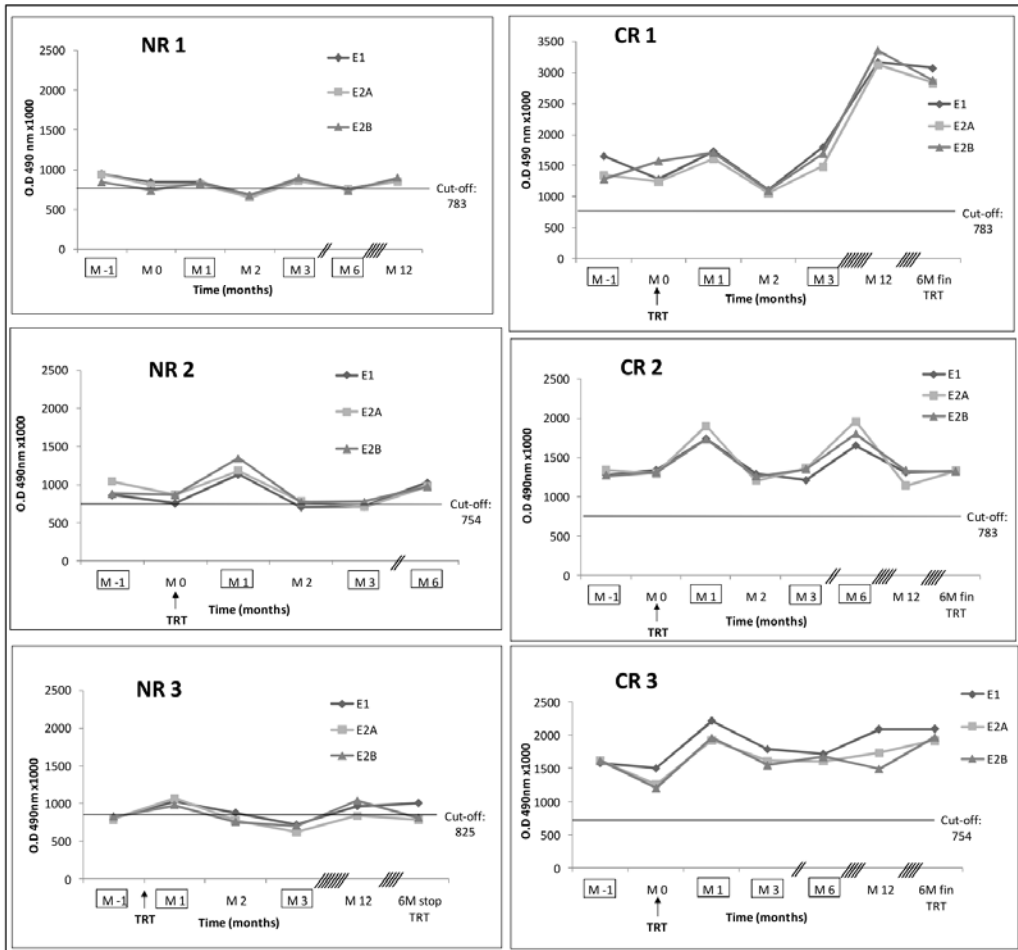 NR 1
O.D 490 nm x1000
2500
2000
1500
1000
500
0
E1
E2A
E2B
Cut-off:
783
M -1 M 0 M 1 M 2 M 3 M 6 M 12
Time (months)
CR 1
O.D 490 nm x1000
3500
3000
2500
2000
1500
1000
500
0
E1
E2A
E2B
Cut-off:
783
M -1 M 0 M 1 M 2 M 3 M 12 6M fin
TRT
Time (months)
TRT
NR 2
O.D 490nm x1000
2500
2000
1500
1000
500
0
E1
E2A
E2B
Cut-off:
754
M -1 M 0 M 1 M 2 M 3 M 6
Time (months)
TRT
CR 2
O.D 490nm x1000
2500
2000
1500
1000
500
0
E1
E2A
E2B
Cut-off:
783
M -1 M 0 M 1 M 2 M 3 M 6 M 12 6M fin
TRT
Time (months)
TRT
NR 3
O.D 490nm x1000
2500
2000
1500
1000
500
0
E1
E2A
E2B
Cut-off:
825
M -1 M 1 M 2 M 3 M 12 6M stop
TRT
TRT
Time (months)
CR 3
O.D 490nm x1000
2500
2000
1500
1000
500
0
E1
E2A
E2B
Cut-off:
754
M -1 M 0 M 1 M 3 M 6 M 12 6M fin
TRT
Time (months)
TRT